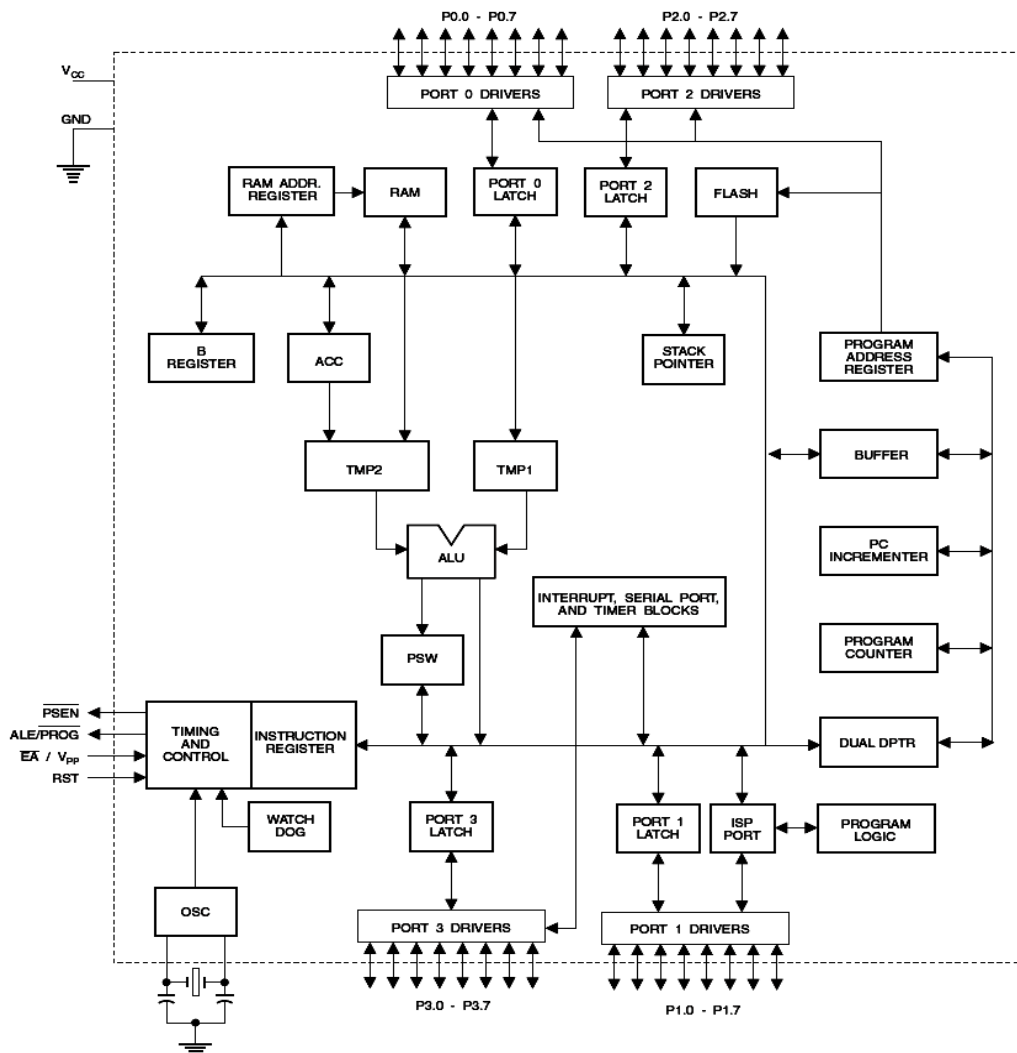 P0.0 - P0.7
P2.0 - P2.7
VCC
PORT 0 DRIVERS
PORT 2 DRIVERS
GND
RAM ADDR.
REGISTER
RAM
PORT 0
LATCH
PORT 2
LATCH
FLASH
B
REGISTER
ACC
STACK
POINTER
PROGRAM
ADDRESS
REGISTER
TMP2
TMP1
BUFFER
ALU
PC
INCREMENTER
INTERRUPT, SERIAL PORT,
AND TIMER BLOCKS
PSW
PROGRAM
COUNTER
PSEN
ALE/PROG
EA / VPP
RST
TIMING
AND
CONTROL
INSTRUCTION
REGISTER
DUAL DPTR
WATCH
DOG
PORT 3
LATCH
PORT 1
LATCH
ISP
PORT
PROGRAM
LOGIC
OSC
PORT 3 DRIVERS
PORT 1 DRIVERS
P3.0 - P3.7
P1.0 - P1.7